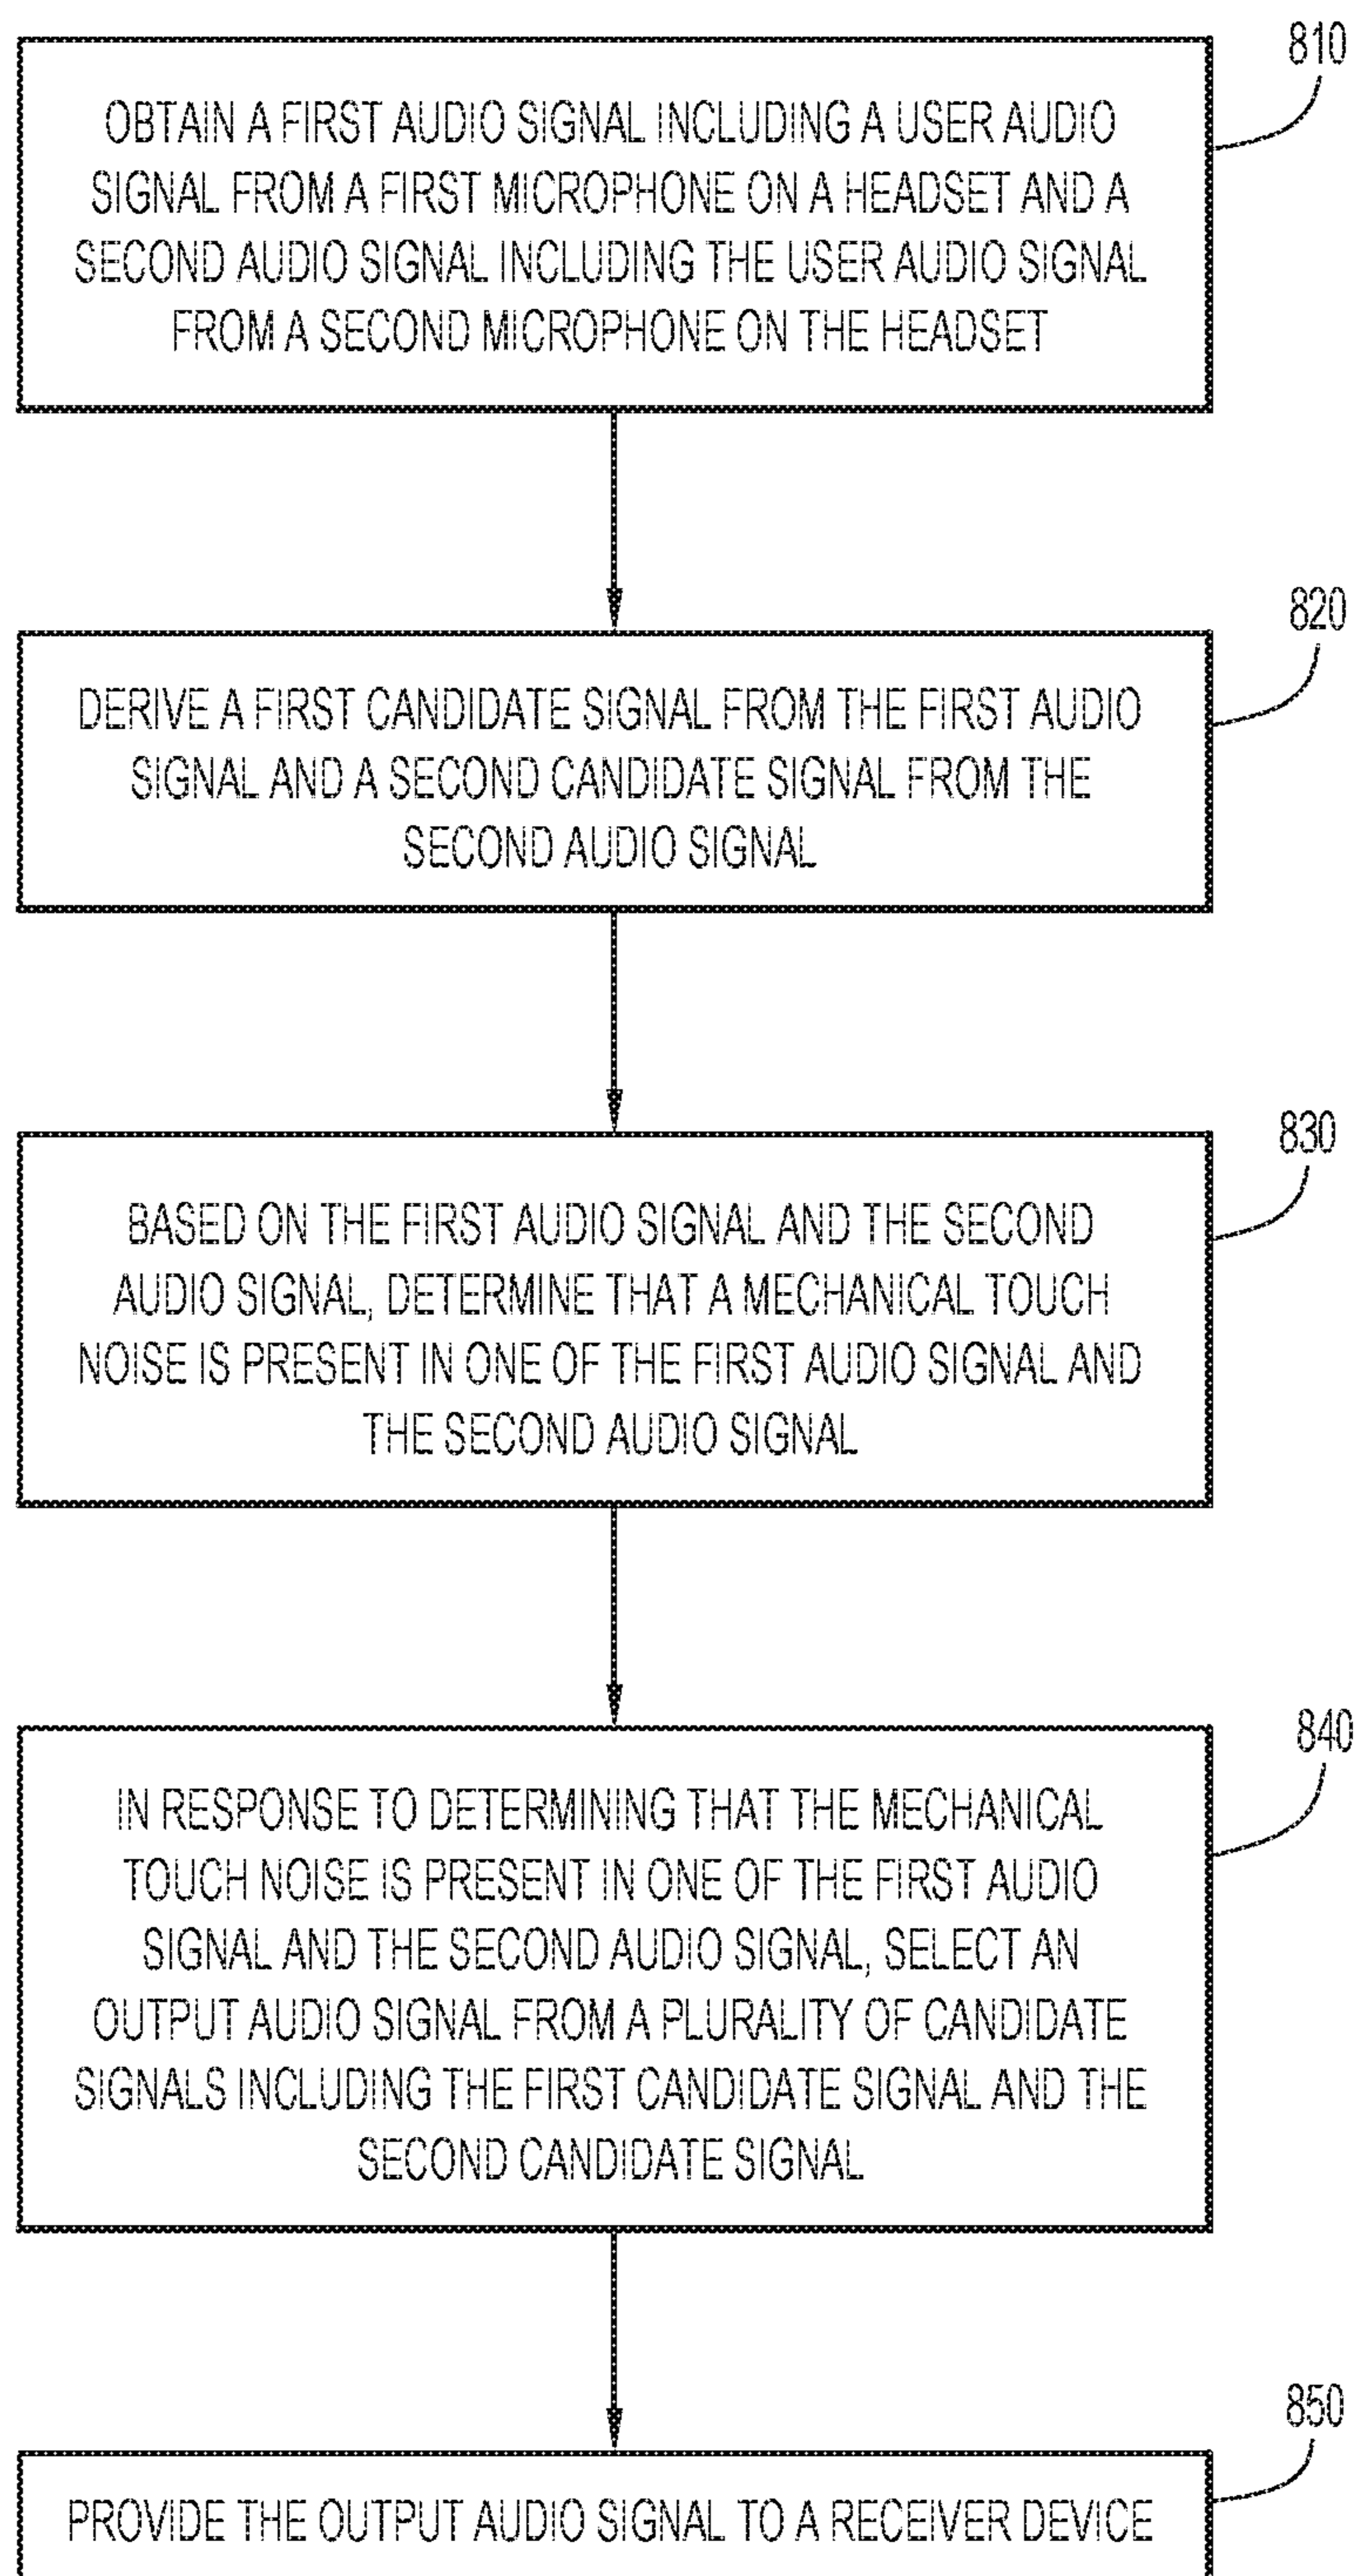 810
OBTAIN A FIRST AUDIO SIGNAL INCLUDING A USER AUDIO
SIGNAL FROM A FIRST MICROPHONE ON A HEADSET AND A
SECOND AUDIO SIGNAL INCLUDING THE USER AUDIO SIGNAL
FROM A SECOND MICROPHONE ON THE HEADSET
820
DERIVE A FIRST CANDIDATE SIGNAL FROM THE FIRST AUDIO
SIGNAL AND A SECOND CANDIDATE SIGNAL FROM THE
SECOND AUDIO SIGNAL
830
BASED ON THE FIRST AUDIO SIGNAL AND THE SECOND
AUDIO SIGNAL, DETERMINE THAT A MECHANICAL TOUCH
NOISE IS PRESENT IN ONE OF THE FIRST AUDIO SIGNAL AND
THE SECOND AUDIO SIGNAL
840
IN RESPONSE TO DETERMINING THAT THE MECHANICAL
TOUCH NOISE IS PRESENT IN ONE OF THE FIRST AUDIO
SIGNAL AND THE SECOND AUDIO SIGNAL, SELECT AN
OUTPUT AUDIO SIGNAL FROM A PLURALITY OF CANDIDATE
SIGNALS INCLUDING THE FIRST CANDIDATE SIGNAL AND THE
SECOND CANDIDATE SIGNAL
850
PROVIDE THE OUTPUT AUDIO SIGNAL TO A RECEIVER DEVICE